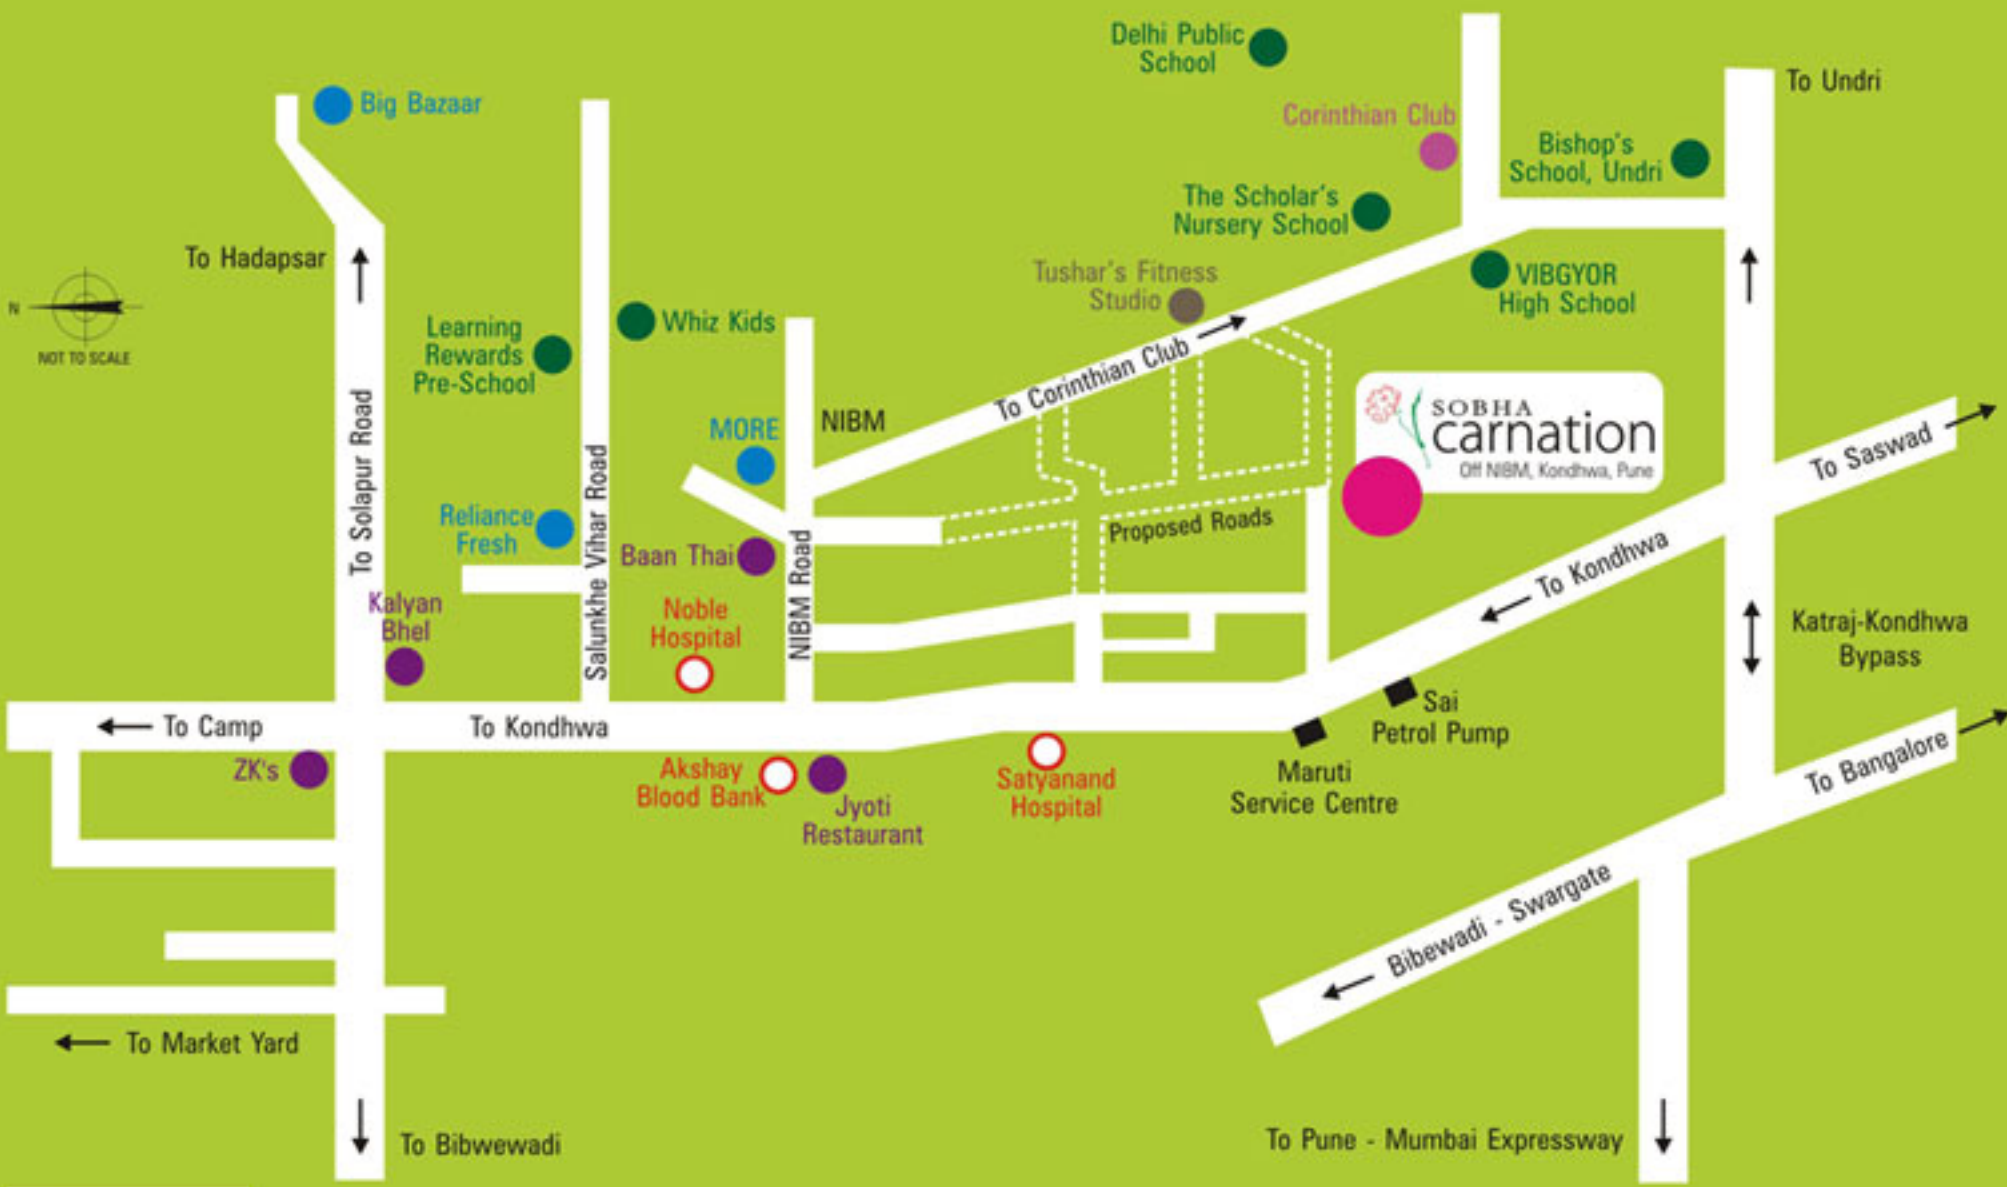 Delhi Public
School
Big Bazaar
To Undri
Corinthian Club
Bishop's
School, Undri
The Scholar's
Nursery School
To Hadapsar
Tushar's Fitness
Studio
VIBGYOR
High School
N
NOT TO SCALE
Learning
Rewards
Pre-School
Whiz Kids
To Corinthian Club
MORE
NIBM
SOBHA
carnation
Off NIBM, Kondhwa, Pune
To Saswad
To Solapur Road
Salunkhe Vihar Road
Reliance
Fresh
Baan Thai
NIBM Road
Proposed Roads
To Kondhwa
Kalyan
Bhel
Noble
Hospital
Katraj-Kondhwa
Bypass
To Camp
To Kondhwa
Sai
Petrol Pump
ZK's
Akshay
Blood Bank
Jyoti
Restaurant
Satyanand
Hospital
Maruti
Service Centre
To Bangalore
Bibewadi - Swargate
To Market Yard
To Bibwewadi
To Pune - Mumbai Expressway